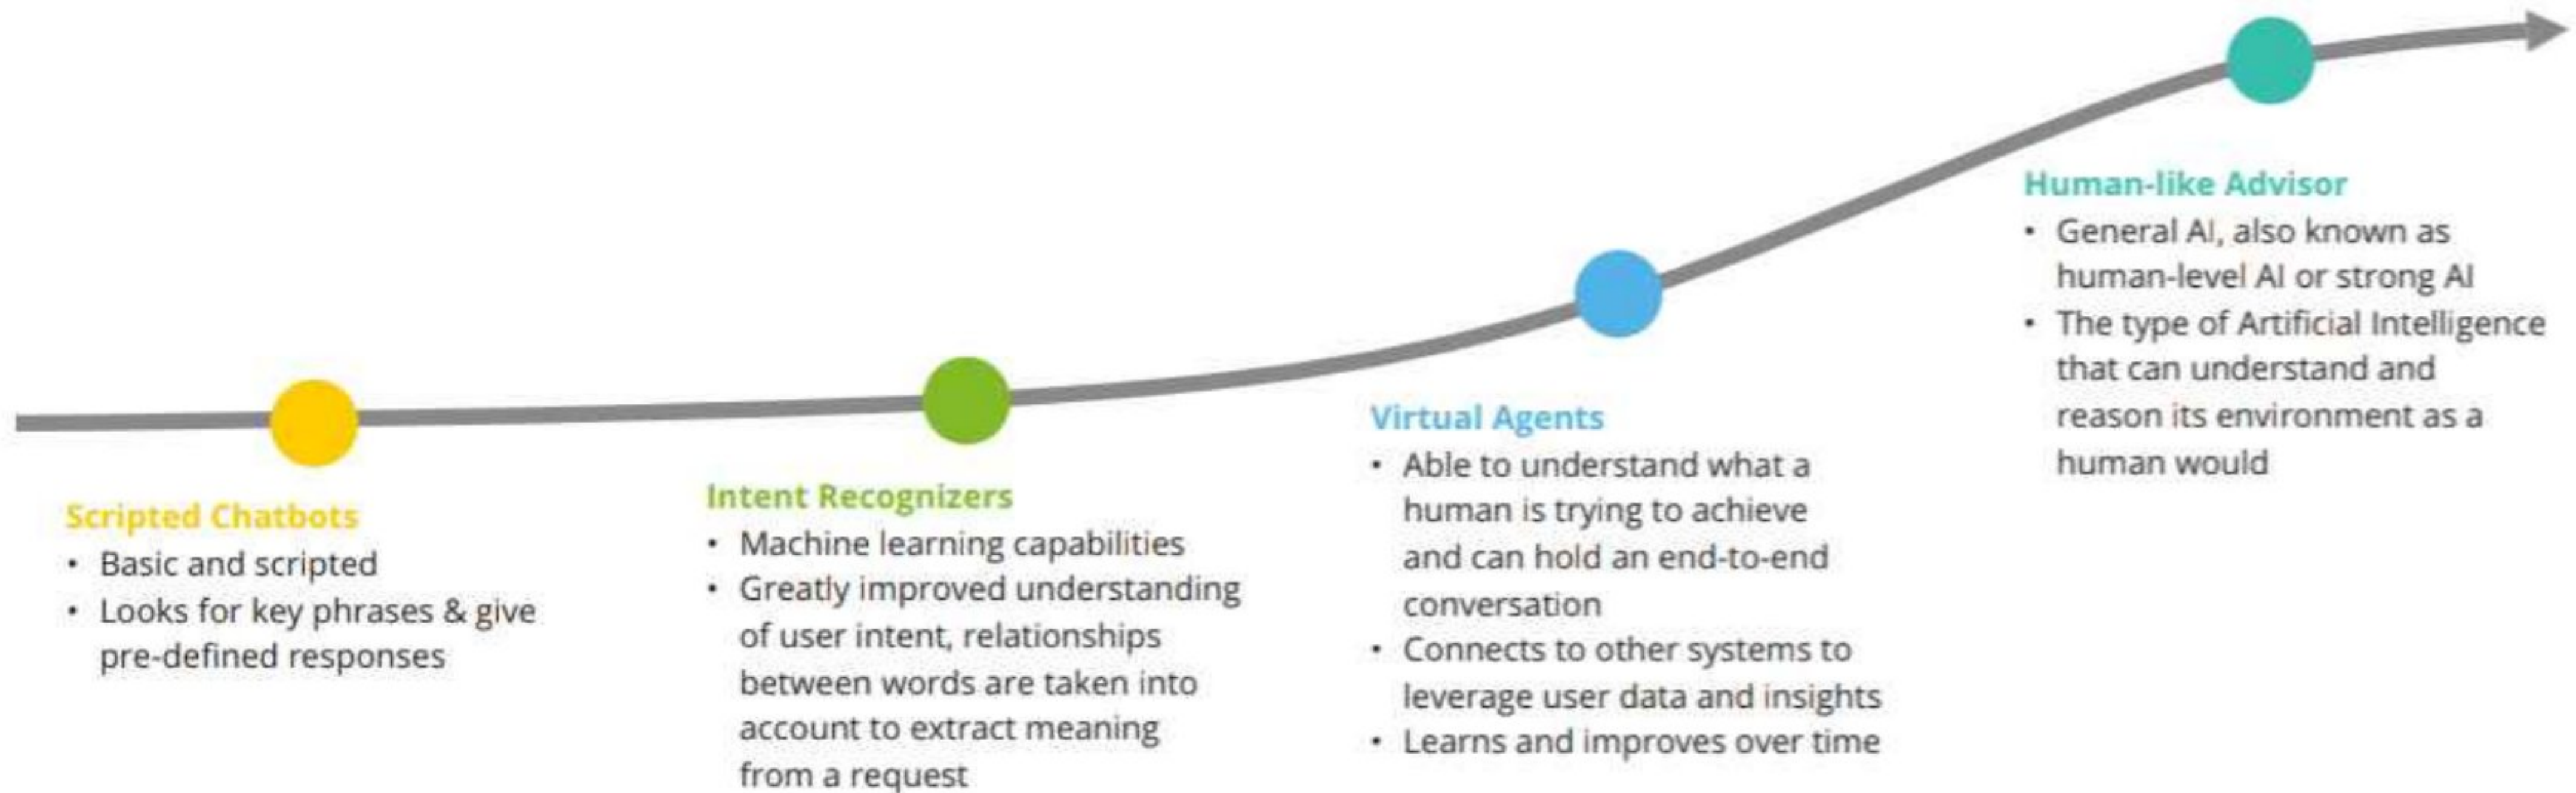 Scripted Chatbots
• Basic and scripted
• Looks for key phrases & give
pre-defined responses
Intent Recognizers
• Machine learning capabilities
• Greatly improved understanding
of user intent, relationships
between words are taken into
account to extract meaning
from a request
Virtual Agents
• Able to understand what a
human is trying to achieve
and can hold an end-to-end
conversation
• Connects to other systems to
leverage user data and insights
• Learns and improves over time
Human-like Advisor
• General AI, also known as
human-level AI or strong AI
• The type of Artificial Intelligence
that can understand and
reason its environment as a
human would